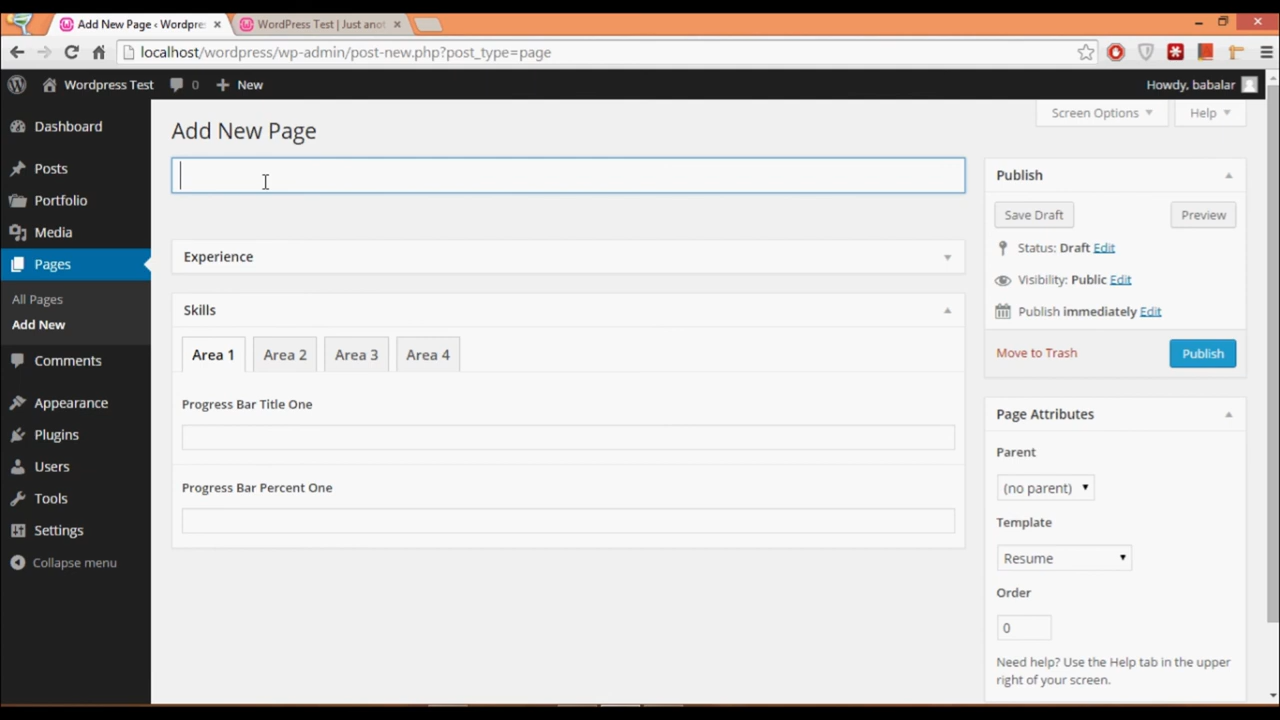 Add New Page ‹ Wordpre:
WordPress Test | Just anot
localhost/wordpress/wp-admin/post-new.php?post_type=page
Wordpress Test
0
New
Howdy, babalar
Dashboard
Posts
Portfolio
Media
Pages
All Pages
Add New
Comments
Appearance
Plugins
Users
Tools
Settings
Collapse menu
Screen Options
Help
Add New Page
Experience
Skills
Area 1
Area 2
Area 3
Area 4
Progress Bar Title One
Progress Bar Percent One
Publish
Save Draft
Preview
Status: Draft Edit
Visibility: Public Edit
Publish immediately Edit
Move to Trash
Publish
Page Attributes
Parent
(no parent)
Template
Resume
Order
0
Need help? Use the Help tab in the upper
right of your screen.